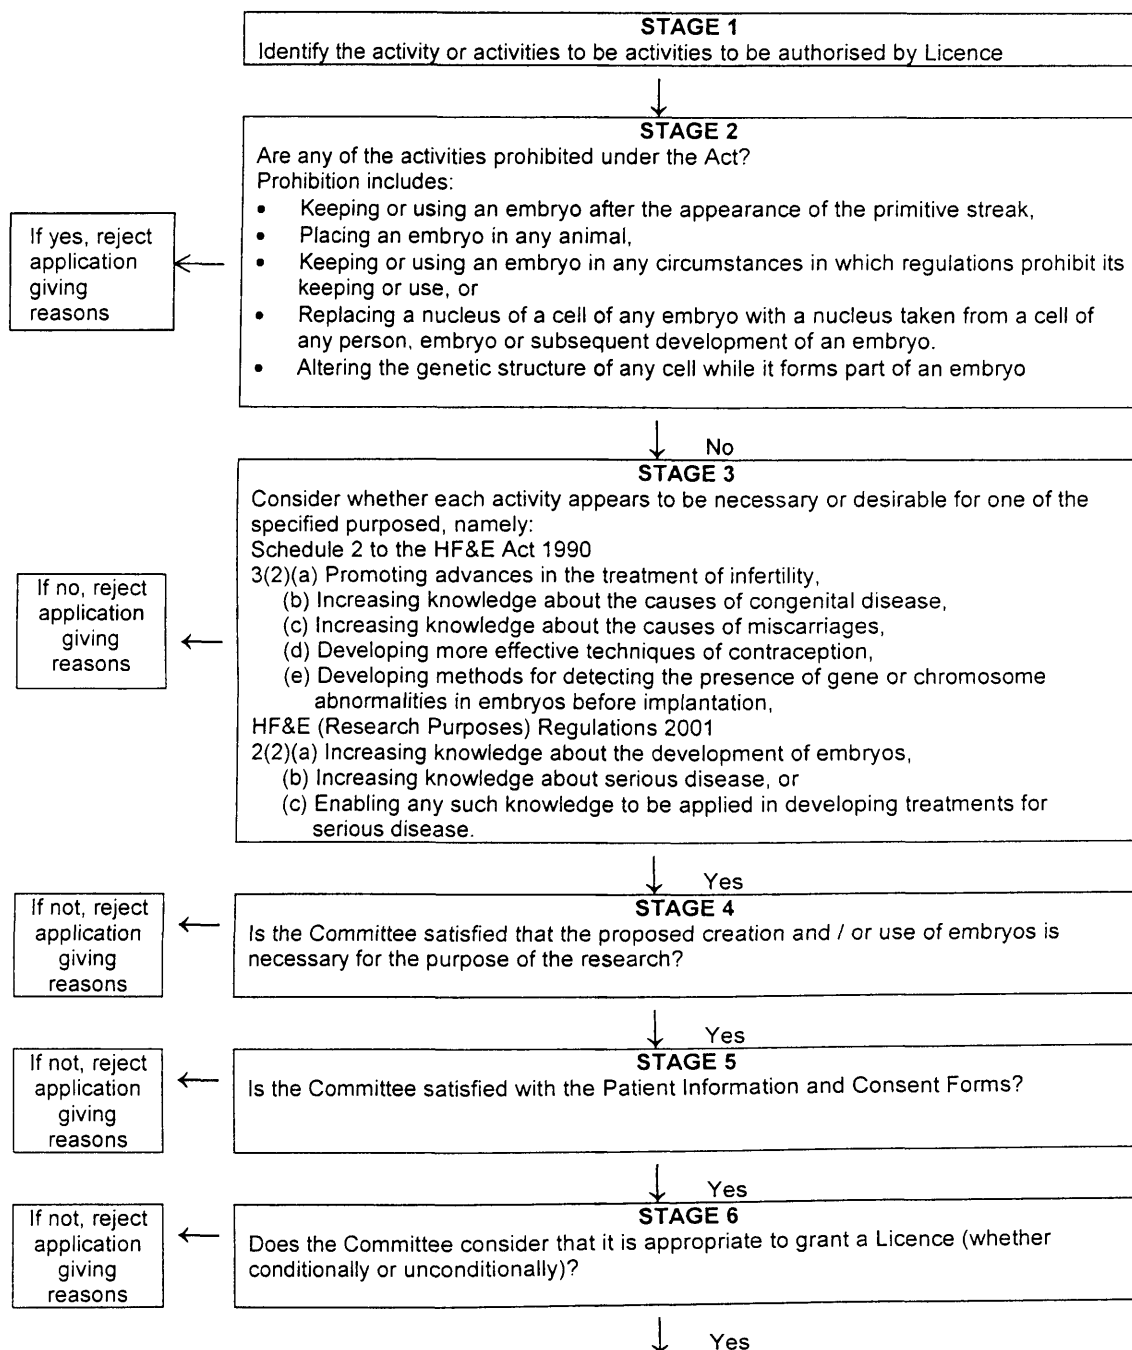 STAGE 1
Identify the activity or activities to be activities to be authorised by Licence
STAGE 2
Are any of the activities prohibited under the Act?
Prohibition includes:
• Keeping or using an embryo after the appearance of the primitive streak,
• Placing an embryo in any animal,
• Keeping or using an embryo in any circumstances in which regulations prohibit its
keeping or use, or
• Replacing a nucleus of a cell of any embryo with a nucleus taken from a cell of
any person, embryo or subsequent development of an embryo.
• Altering the genetic structure of any cell while it forms part of an embryo
If yes, reject
application
giving
reasons
No
STAGE 3
Consider whether each activity appears to be necessary or desirable for one of the
specified purposed, namely:
Schedule 2 to the HF&E Act 1990
3(2)(a) Promoting advances in the treatment of infertility,
(b) Increasing knowledge about the causes of congenital disease,
(c) Increasing knowledge about the causes of miscarriages,
(d) Developing more effective techniques of contraception,
(e) Developing methods for detecting the presence of gene or chromosome
abnormalities in embryos before implantation,
HF&E (Research Purposes) Regulations 2001
2(2)(a) Increasing knowledge about the development of embryos,
(b) Increasing knowledge about serious disease, or
(c) Enabling any such knowledge to be applied in developing treatments for
serious disease.
If no, reject
application
giving
reasons
Yes
STAGE 4
Is the Committee satisfied that the proposed creation and / or use of embryos is
necessary for the purpose of the research?
If not, reject
application
giving
reasons
Yes
STAGE 5
Is the Committee satisfied with the Patient Information and Consent Forms?
If not, reject
application
giving
reasons
Yes
STAGE 6
Does the Committee consider that it is appropriate to grant a Licence (whether
conditionally or unconditionally)?
If not, reject
application
giving
reasons
Yes